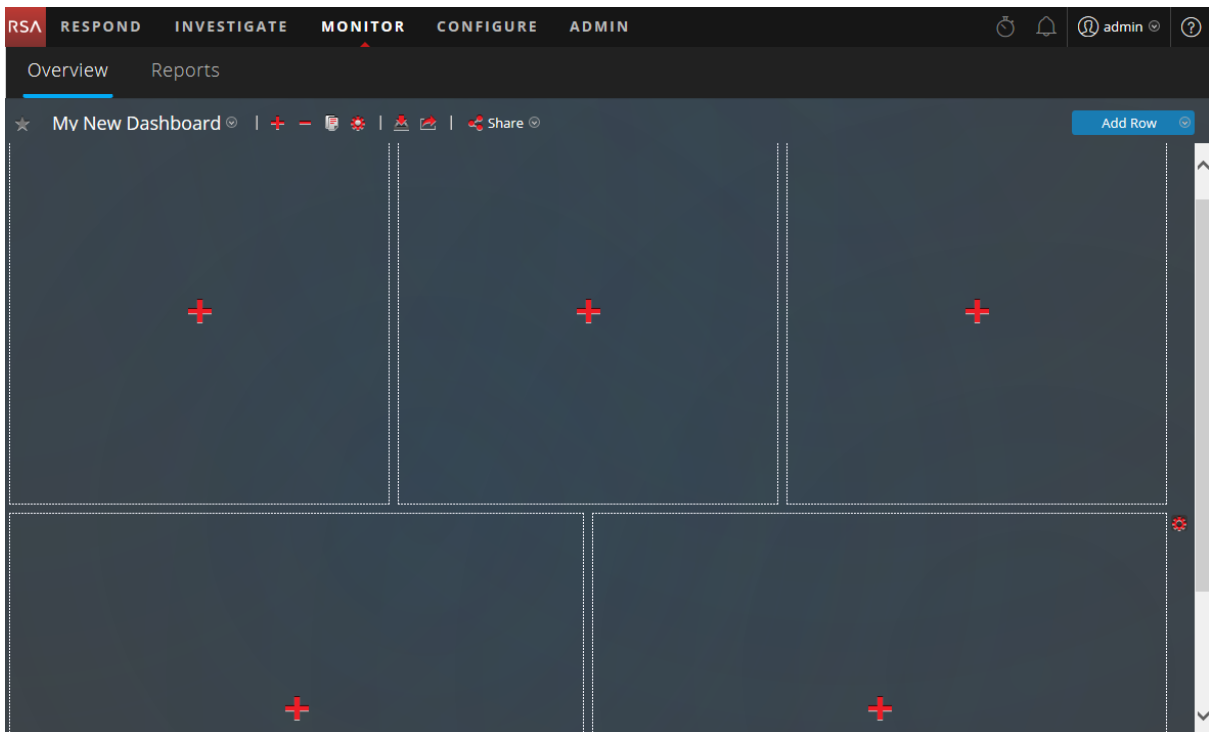 RSA RESPOND INVESTIGATE MONITOR CONFIGURE ADMIN admin ?
Overview Reports
My New Dashboard | | | Share Add Row